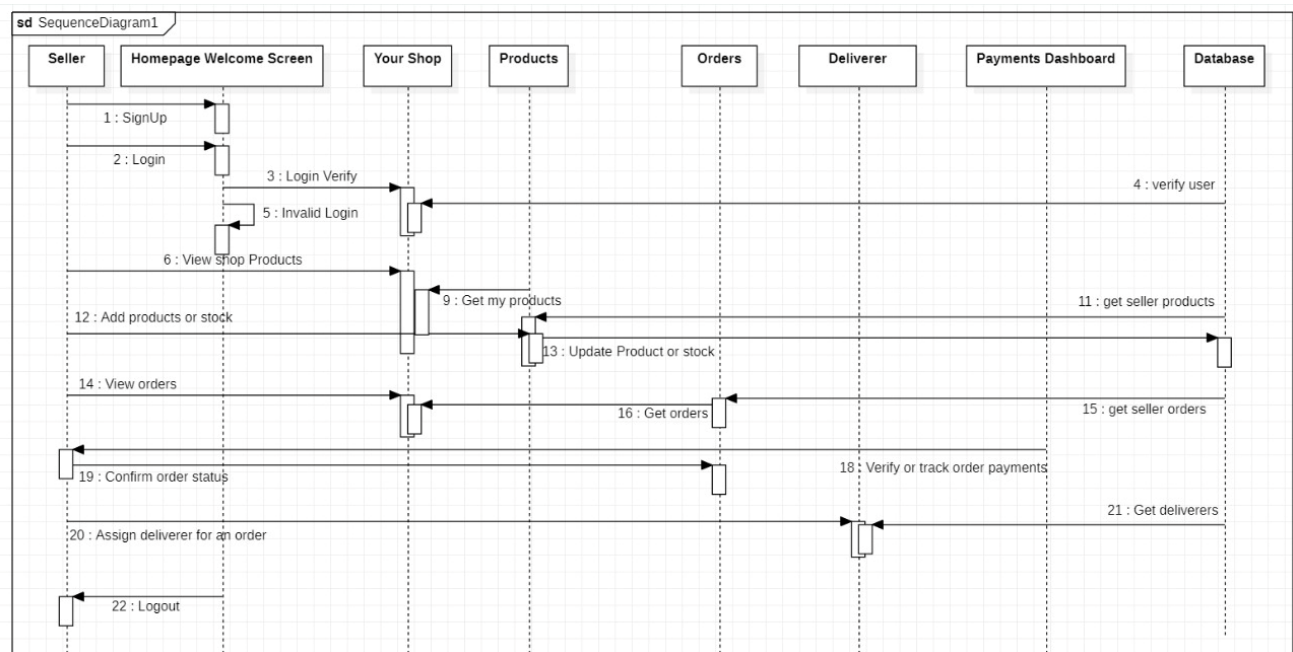 sd SequenceDiagram1
Seller
Homepage Welcome Screen
Your Shop
Products
Orders
Deliverer
Payments Dashboard
Database
1 : SignUp
2 : Login
3 : Login Verify
4 : verify user
5 : Invalid Login
6 : View shop Products
9 : Get my products
11 : get seller products
12 : Add products or stock
13 : Update Product or stock
14 : View orders
15 : get seller orders
16 : Get orders
18 : Verify or track order payments
19 : Confirm order status
21 : Get deliverers
20 : Assign deliverer for an order
22 : Logout